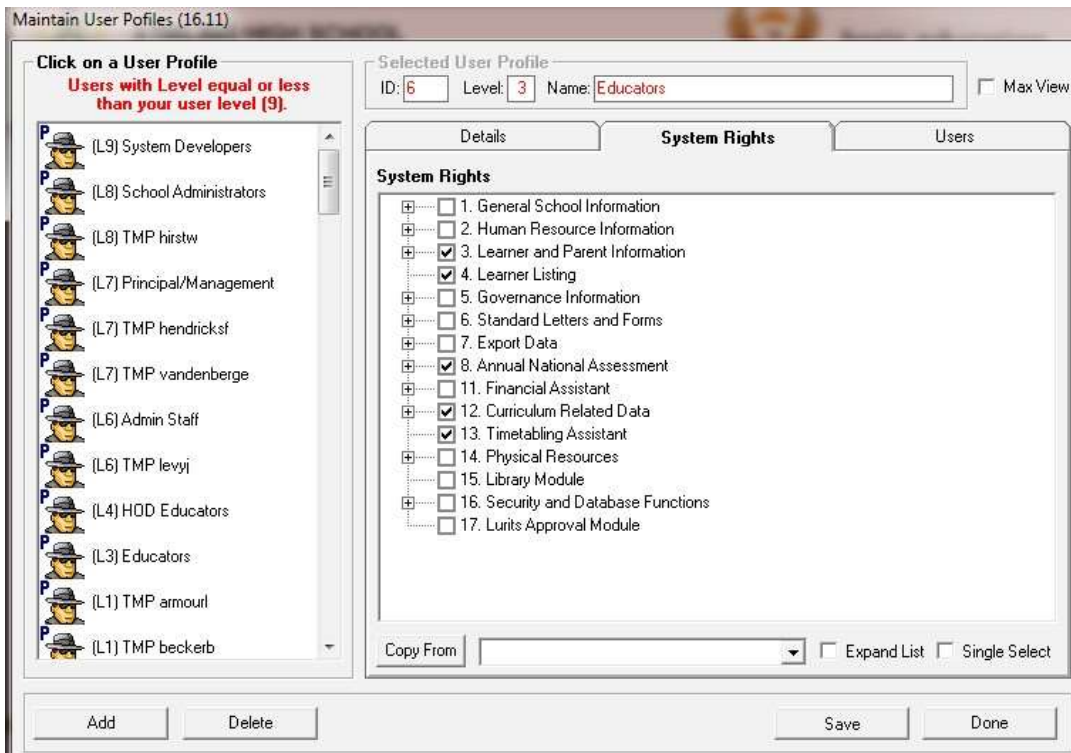 Maintain User Pofiles (16.11)
Click on a User Profile
Users with Level equal or less
than your user level (9).
P (L9) System Developers
P (L8) School Administrators
P (L8) TMP hirstw
P (L7) Principal/Management
P (L7) TMP hendricksf
P (L7) TMP vandenberge
P (L6) Admin Staff
P (L6) TMP levyj
P (L4) HOD Educators
P (L3) Educators
P (L1) TMP armourl
P (L1) TMP beckerb
Selected User Profile
ID: 6 Level: 3 Name: Educators
Max View
Details System Rights Users
System Rights
1. General School Information
2. Human Resource Information
3. Learner and Parent Information
4. Learner Listing
5. Governance Information
6. Standard Letters and Forms
7. Export Data
8. Annual National Assessment
11. Financial Assistant
12. Curriculum Related Data
13. Timetabling Assistant
14. Physical Resources
15. Library Module
16. Security and Database Functions
17. Lurits Approval Module
Copy From Expand List Single Select
Add Delete Save Done